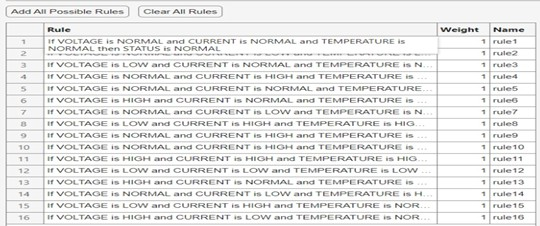 Add All Possible Rules Clear All Rules
Rule Weight Name
1 If VOLTAGE is NORMAL and CURRENT is NORMAL and TEMPERATURE is 1 rule1
NORMAL then STATUS is NORMAL
2 1 rule2
3 If VOLTAGE is LOW and CURRENT is NORMAL and TEMPERATURE is N... 1 rule3
4 If VOLTAGE is NORMAL and CURRENT is HIGH and TEMPERATURE is ... 1 rule4
5 If VOLTAGE is NORMAL and CURRENT is NORMAL and TEMPERATURE... 1 rule5
6 If VOLTAGE is HIGH and CURRENT is NORMAL and TEMPERATURE is ... 1 rule6
7 If VOLTAGE is NORMAL and CURRENT is LOW and TEMPERATURE is N... 1 rule7
8 If VOLTAGE is LOW and CURRENT is HIGH and TEMPERATURE is HIG... 1 rule8
9 If VOLTAGE is NORMAL and CURRENT is HIGH and TEMPERATURE is ... 1 rule9
10 If VOLTAGE is HIGH and CURRENT is NORMAL and TEMPERATURE is ... 1 rule10
11 If VOLTAGE is HIGH and CURRENT is HIGH and TEMPERATURE is HIG... 1 rule11
12 If VOLTAGE is LOW and CURRENT is LOW and TEMPERATURE is LOW ... 1 rule12
13 If VOLTAGE is HIGH and CURRENT is NORMAL and TEMPERATURE is ... 1 rule13
14 If VOLTAGE is NORMAL and CURRENT is LOW and TEMPERATURE is H... 1 rule14
15 If VOLTAGE is LOW and CURRENT is HIGH and TEMPERATURE is NOR... 1 rule15
16 If VOLTAGE is HIGH and CURRENT is LOW and TEMPERATURE is NOR... 1 rule16